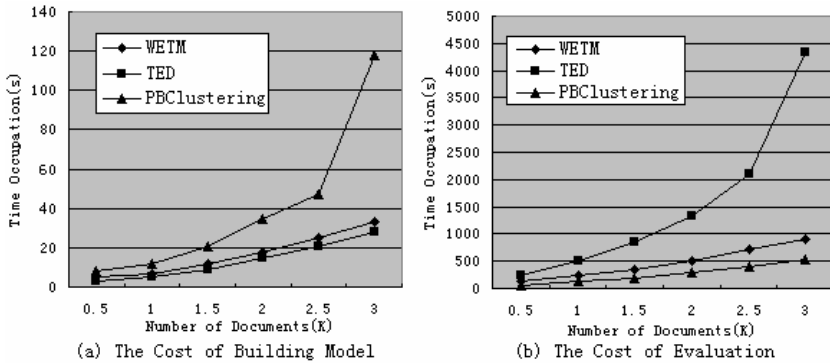 140
120
100
80
60
40
20
0
Time Occupation(s)
WETM
TED
PBClustering
0.5 1 1.5 2 2.5 3
Number of Documents(K)
(a) The Cost of Building Model
5000
4500
4000
3500
3000
2500
2000
1500
1000
500
0
Time Occupation(s)
WETM
TED
PBClustering
0.5 1 1.5 2 2.5 3
Number of Documents(K)
(b) The Cost of Evaluation